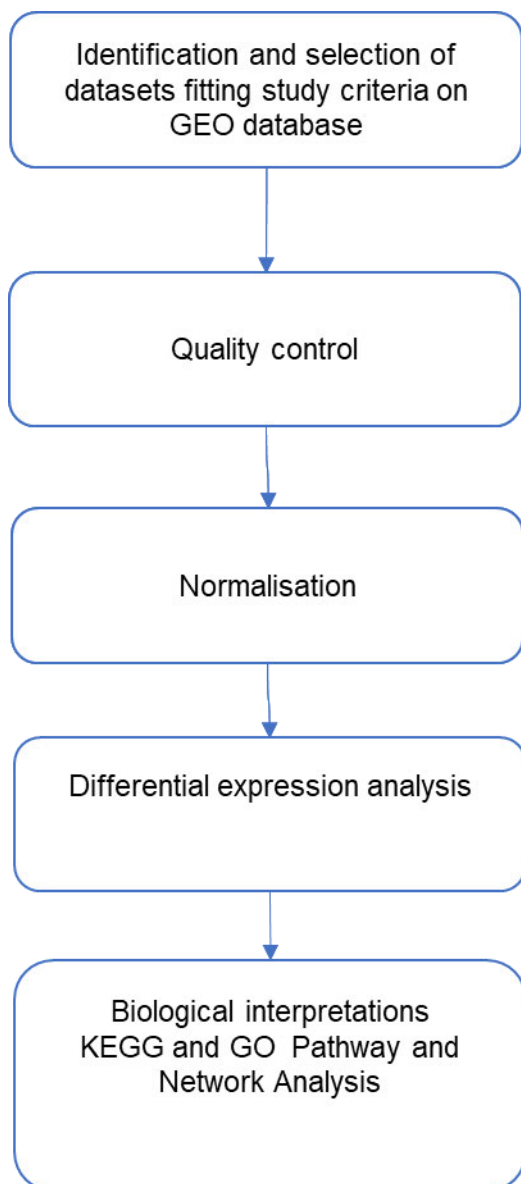 Identification and selection of
datasets fitting study criteria on
GEO database
Quality control
Normalisation
Differential expression analysis
Biological interpretations
KEGG and GO  Pathway and
Network Analysis